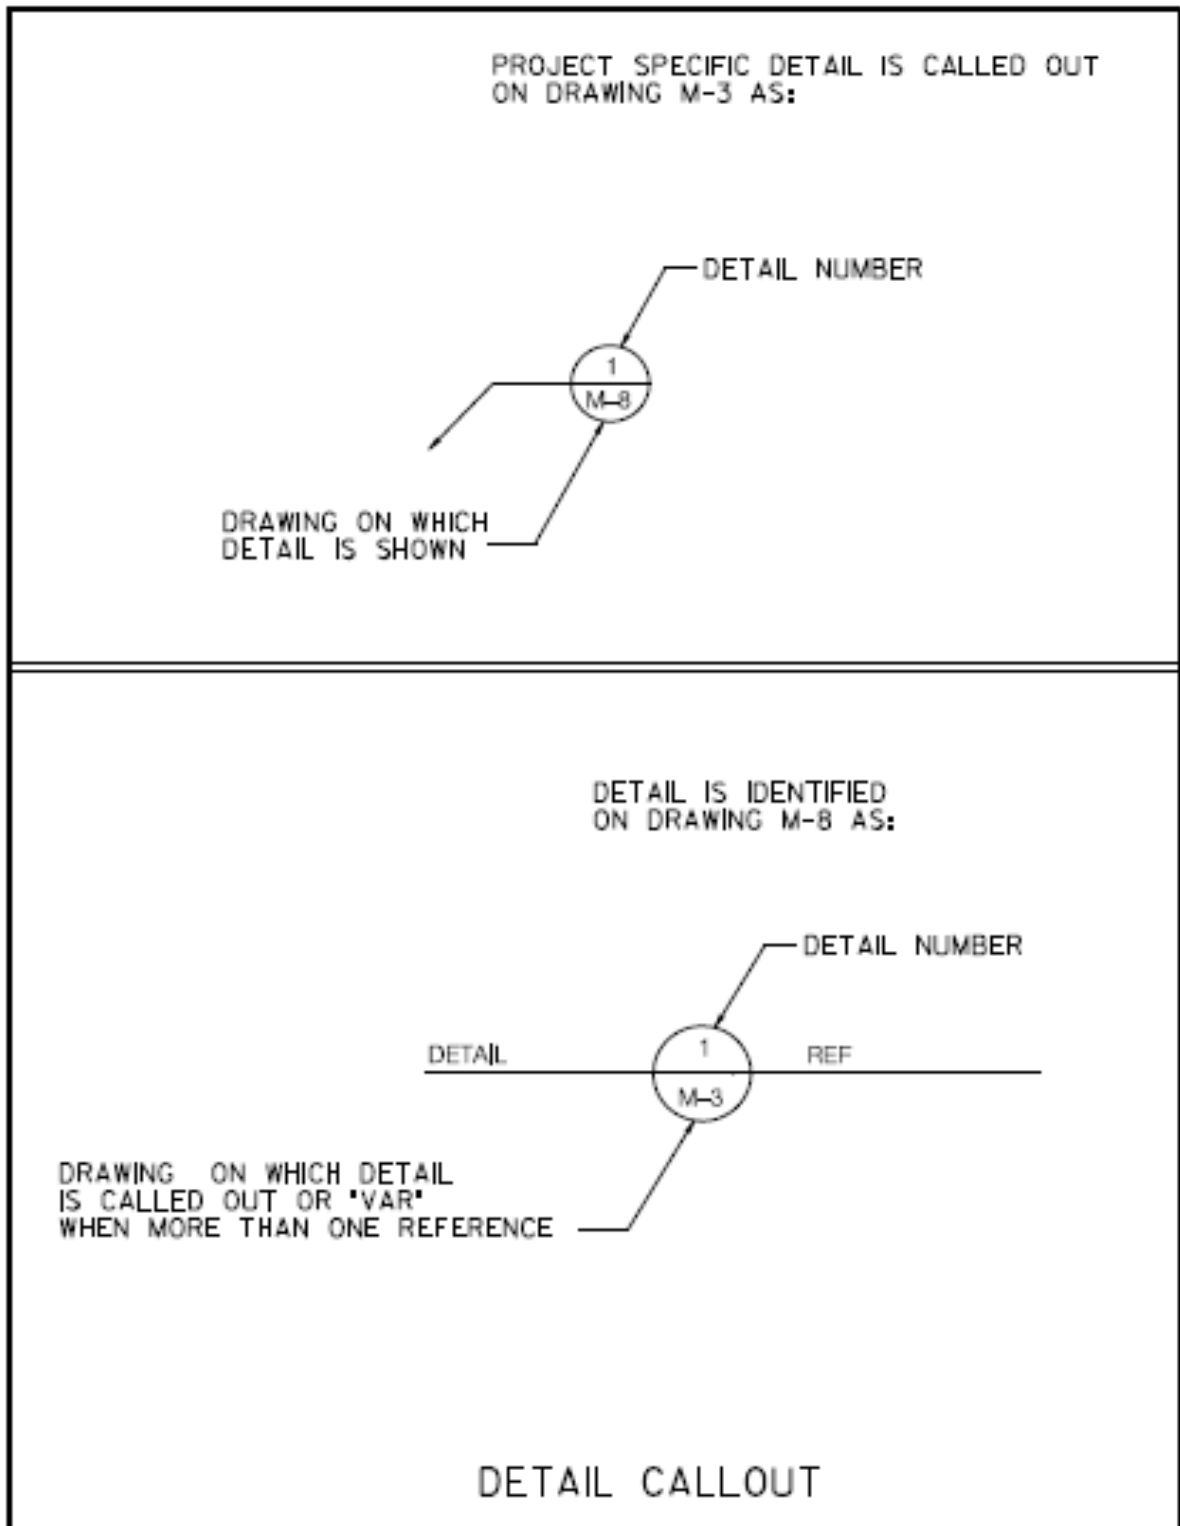 PROJECT SPECIFIC DETAIL IS CALLED OUT
ON DRAWING M-3 AS:
DETAIL NUMBER
1
M-8
DRAWING ON WHICH
DETAIL IS SHOWN
DETAIL IS IDENTIFIED
ON DRAWING M-8 AS:
DETAIL NUMBER
DETAIL
1
REF
M-3
DRAWING ON WHICH DETAIL
IS CALLED OUT OR "VAR"
WHEN MORE THAN ONE REFERENCE
DETAIL CALLOUT